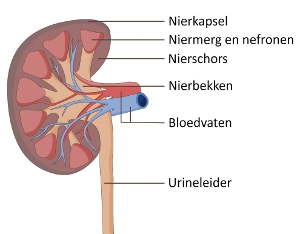 Nierkapsel
Niermerg en nefronen
Nierschors
Nierbekken
Bloedvaten
Urineleider